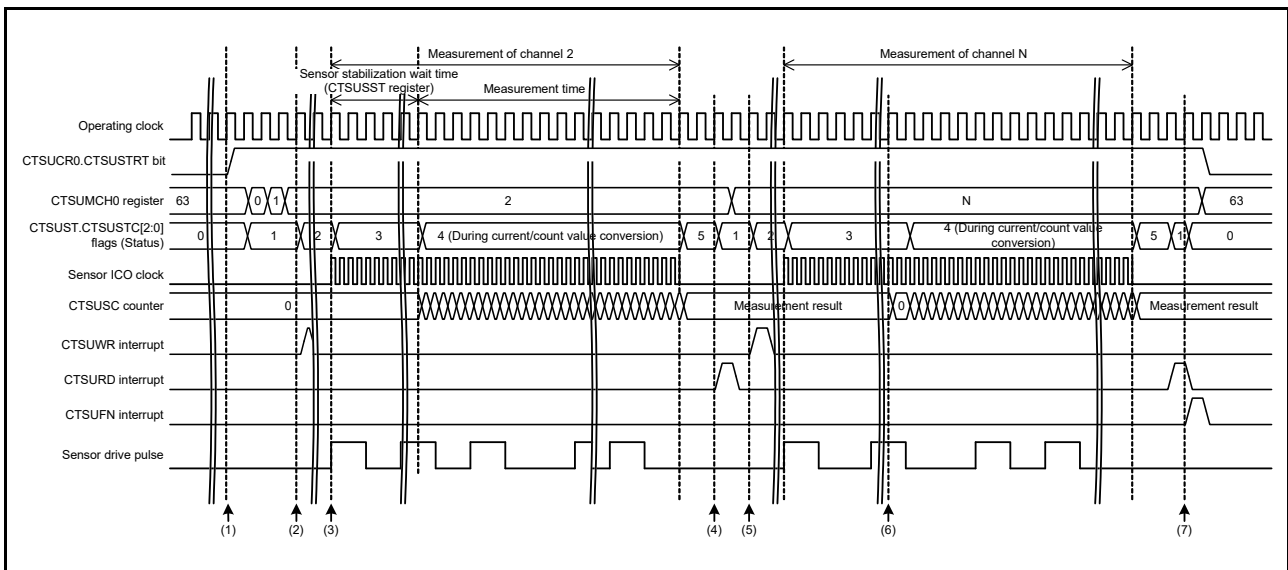 Measurement of channel 2
Measurement of channel N
Sensor stabilization wait time
(CTSUSST register)
Measurement time
Operating clock
CTSUCR0.CTSUSTRT bit
CTSUMCH0 register
63 0 1 2 N 63
CTSUST.CTSUSTC[2:0]
flags (Status)
0 1 2 3 4 (During current/count value conversion) 5 1 2 3 4 (During current/count value
conversion) 5 1 0
Sensor ICO clock
CTSUSC counter
0 Measurement result 0 Measurement result
CTSUWR interrupt
CTSURD interrupt
CTSUFN interrupt
Sensor drive pulse
(1) (2) (3) (4) (5) (6) (7)